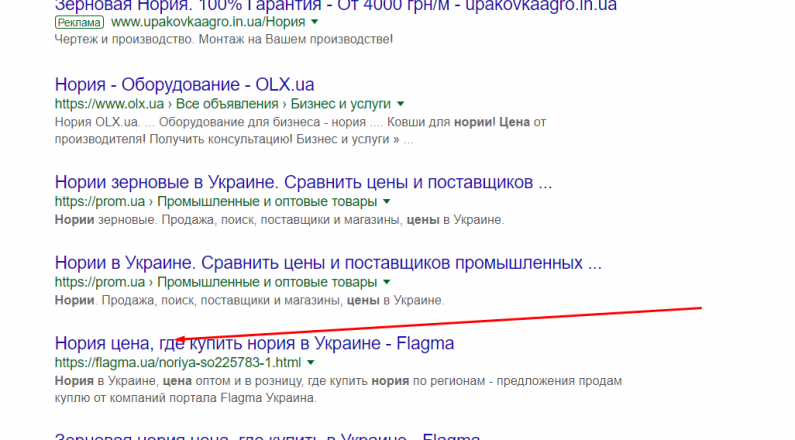 Зерновая Нория. 100% Гарантия - От 4000 грн/м - upakovkaagro.in.ua
Реклама www.upakovkaagro.in.ua/Нория
Чертеж и производство. Монтаж на Вашем производстве!
Нория - Оборудование - OLX.ua
https://www.olx.ua › Все объявления › Бизнес и услуги
Нория OLX.ua. ... Оборудование для бизнеса - нория .... Ковши для нории! Цена от
производителя! Получить консультацию! Бизнес и услуги » ...
Нории зерновые в Украине. Сравнить цены и поставщиков ...
https://prom.ua › Промышленные и оптовые товары
Нории зерновые. Продажа, поиск, поставщики и магазины, цены в Украине.
Нории в Украине. Сравнить цены и поставщиков промышленных ...
https://prom.ua › Промышленные и оптовые товары
Нории. Продажа, поиск, поставщики и магазины, цены в Украине.
Нория цена, где купить нория в Украине - Flagma
https://flagma.ua/noriya-so225783-1.html
Нория в Украине, цена оптом и в розницу, где купить нория по регионам - предложения продам
куплю от компаний портала Flagma Украина.
Зерновая нория цена, где купить в Украине - Flagma